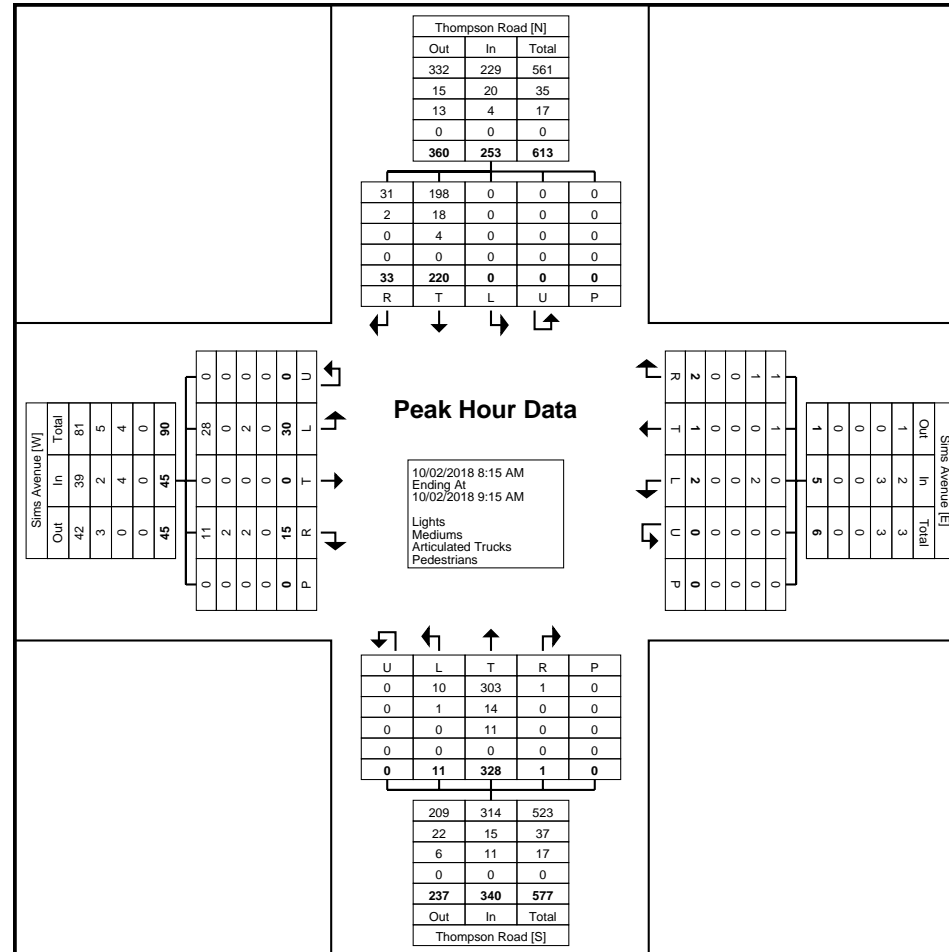 Thompson Road [N]
Out In Total
332 229 561
15 20 35
13 4 17
0 0 0
360 253 613
31 198 0 0 0
2 18 0 0 0
0 4 0 0 0
0 0 0 0 0
33 220 0 0 0
R T L U P
Sims Avenue [W]
Out In Total
42 39 81
3 2 5
0 4 4
0 0 0
45 45 90
U L T R P
0 30 0 15 0
0 0 0 0 0
0 2 0 2 0
0 0 0 2 0
0 28 0 11 0
Peak Hour Data
10/02/2018 8:15 AM
Ending At
10/02/2018 9:15 AM
Lights
Mediums
Articulated Trucks
Pedestrians
Sims Avenue [E]
Out In Total
1 2 3
0 3 3
0 0 0
0 0 0
1 5 6
1 1 0 0 0
1 0 2 0 0
0 0 0 0 0
0 0 0 0 0
2 1 2 0 0
R T L U P
U L T R P
0 10 303 1 0
0 1 14 0 0
0 0 11 0 0
0 0 0 0 0
0 11 328 1 0
209 314 523
22 15 37
6 11 17
0 0 0
237 340 577
Out In Total
Thompson Road [S]